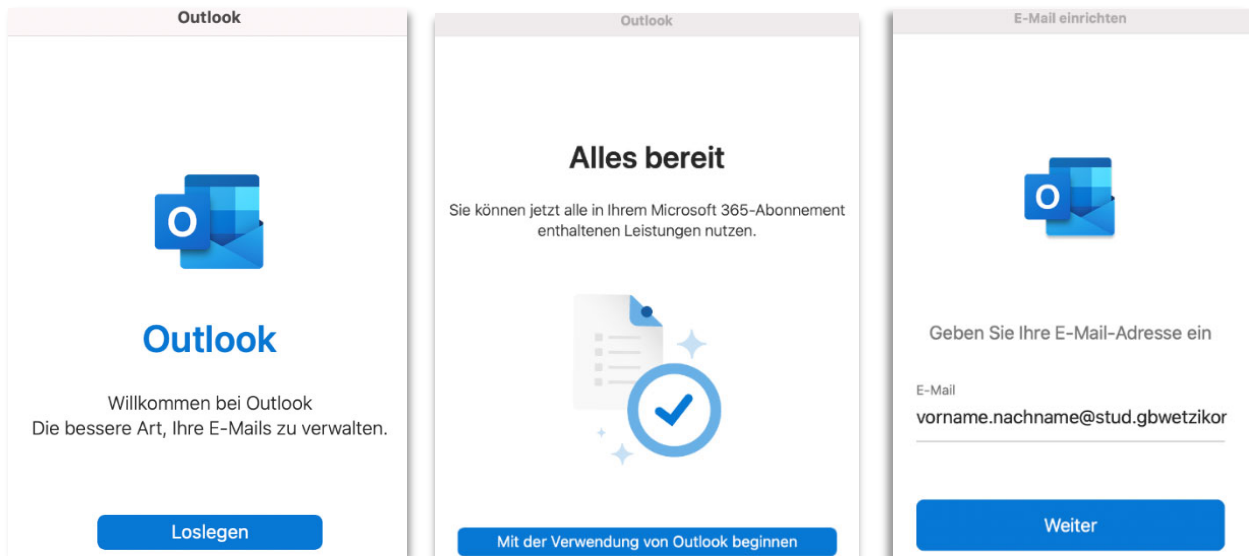 Outlook
O
Outlook
Willkommen bei Outlook
Die bessere Art, Ihre E-Mails zu verwalten.
Loslegen
Outlook
Alles bereit
Sie können jetzt alle in Ihrem Microsoft 365-Abonnement
enthaltenen Leistungen nutzen.
Mit der Verwendung von Outlook beginnen
E-Mail einrichten
O
Geben Sie Ihre E-Mail-Adresse ein
E-Mail
vorname.nachname@stud.gbwetzikor
Weiter